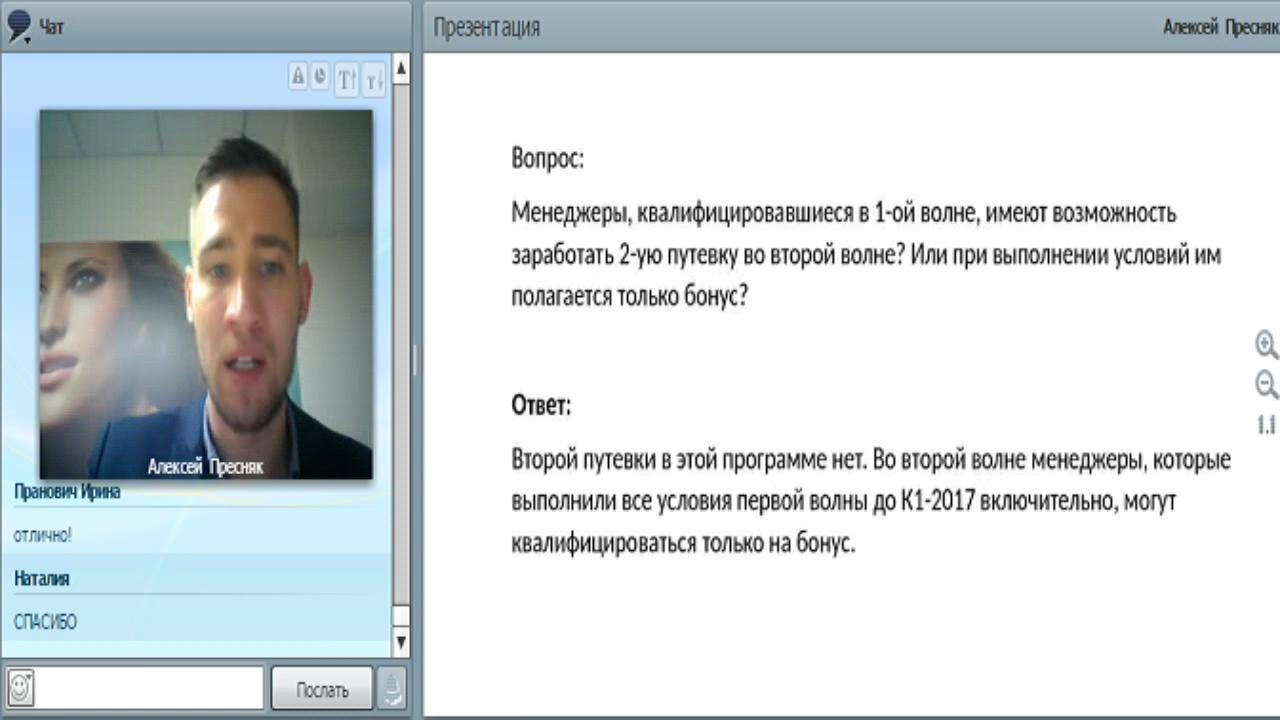 Чат
Презентация
Алексей Пресняк
Алексей Пресняк
Пранович Ирина
отлично!
Наталия
СПАСИБО
Послать
Вопрос:
Менеджеры, квалифицировавшиеся в 1-ой волне, имеют возможность
заработать 2-ую путевку во второй волне? Или при выполнении условий им
полагается только бонус?
Ответ:
Второй путевки в этой программе нет. Во второй волне менеджеры, которые
выполнили все условия первой волны до К1-2017 включительно, могут
квалифицироваться только на бонус.
1.1